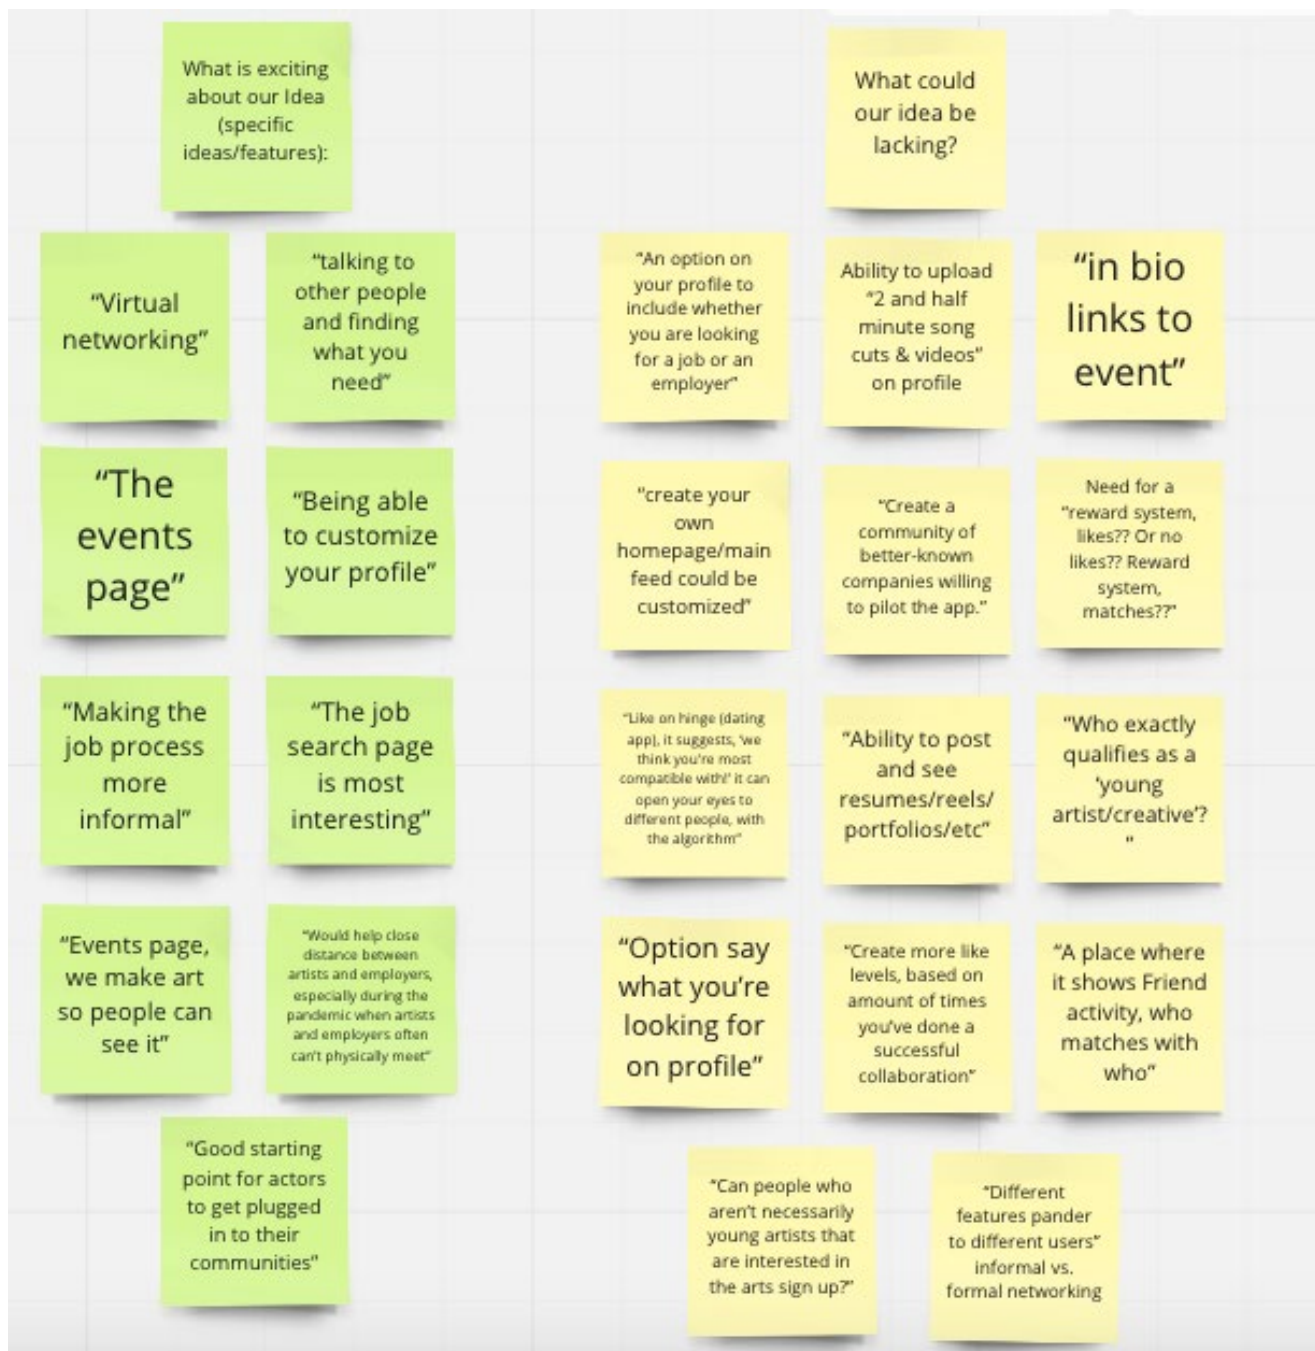 What is exciting
about our Idea
(specific
ideas/features):
What could
our idea be
lacking?
“Virtual
networking”
“talking to
other people
and finding
what you
need”
“The
events
page”
“Being able
to customize
your profile”
“Making the
job process
more
informal”
“The job
search page
is most
interesting”
“Events page,
we make art
so people can
see it”
“Would help close
distance between
artists and employers,
especially during the
pandemic when artists
and employers often
can't physically meet”
“Good starting
point for actors
to get plugged
in to their
communities”
“An option on
your profile to
include whether
you are looking
for a job or an
employer”
Ability to upload
“2 and half
minute song
cuts & videos”
on profile
“in bio
links to
event”
“create your
own
homepage/main
feed could be
customized”
“Create a
community of
better-known
companies willing
to pilot the app.”
Need for a
“reward system,
likes?? Or no
likes?? Reward
system,
matches??”
“Like on hinge (dating
app), it suggests, ‘we
think you're most
compatible with!’ it can
open your eyes to
different people, with
the algorithm”
“Ability to post
and see
resumes/reels/
portfolios/etc”
“Who exactly
qualifies as a
‘young
artist/creative’?
”
“Option say
what you’re
looking for
on profile”
“Create more like
levels, based on
amount of times
you’ve done a
successful
collaboration”
“A place where
it shows Friend
activity, who
matches with
who”
“Can people who
aren’t necessarily
young artists that
are interested in
the arts sign up?”
“Different
features pander
to different users”
informal vs.
formal networking